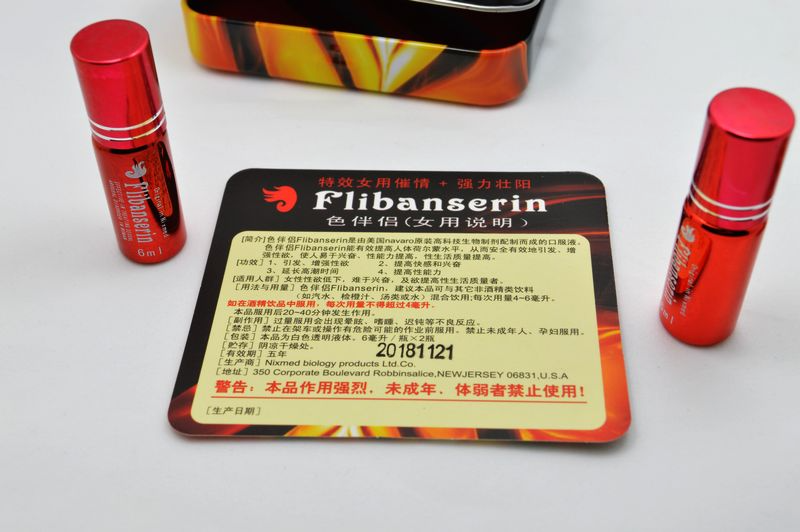 特效女用催情 + 强力壮阳
Flibanserin
色伴侣(女用说明)
[简介]色伴侣Flibanserin是由美国navaro原装高科技生物制剂配制而成的口服液。
色伴侣Flibanserin能有效提高人体荷尔蒙水平，从而安全有效地引发、增
强性欲，使人易于兴奋、性能力提高，性生活质量提高。
[功效] 1、引发、增强性欲 2、提高快感和兴奋
3、延长高潮时间 4、提高性能力
[适用人群] 女性性欲低下，难于兴奋，及欲提高性生活质量者。
[用法与用量] 色伴侣Flibanserin，建议本品可与其它非酒精类饮料
(如汽水、检橙汁、汤类或水) 混合饮用;每次用量4~6毫升.
如在酒精饮品中服用，每次用量不得超过4毫升.
本品服用后20~40分钟发生作用.
[副作用] 过量服用会出现晕眩、嗜睡、迟钝等不良反应.
[禁忌] 禁止在架车或操作有危险可能的作业前服用。禁止未成年人、孕妇服用.
[包装] 本品为白色透明液体，6毫升 / 瓶×2瓶
[贮存] 阴凉干燥处.
[有效期] 五年 20181121
[生产商] Nixmed biology products Ltd.Co.
[地址] 350 Corporate Boulevard Robbinsalice,NEWJERSEY 06831,U.S.A
警告：本品作用强烈，未成年、体弱者禁止使用!
[生产日期]
Flibanserin
6ml
Flibanserin